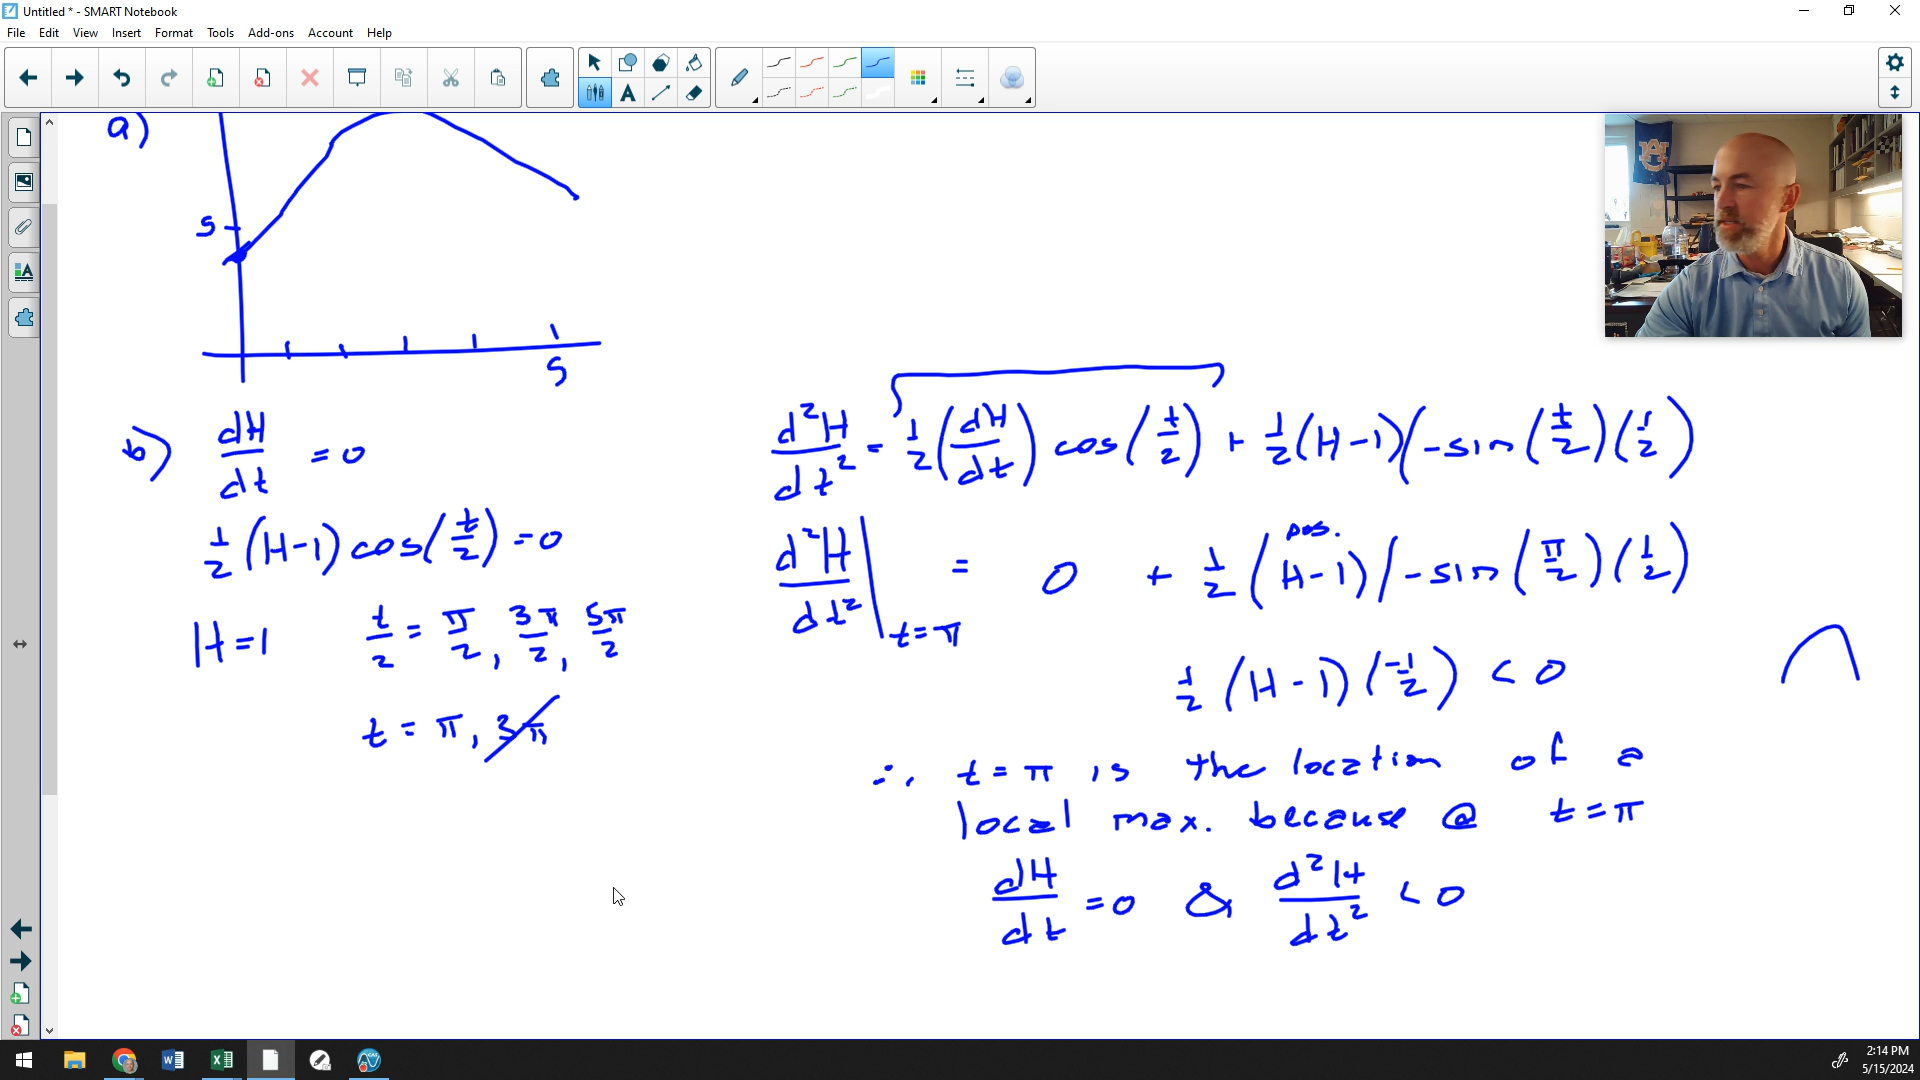 Untitled * - SMART Notebook
File Edit View Insert Format Tools Add-ons Account Help
a)
5
5
b) dH/dt = 0
1/2 (H-1) cos(t/2) = 0
H=1 t/2 = π/2, 3π/2, 5π/2
t = π, 3π
d²H/dt² = 1/2 (dH/dt) cos(t/2) + 1/2 (H-1)(-sin(t/2)(1/2)
pos.
d²H/dt² | t=π = 0 + 1/2 (H-1)(-sin(π/2)(1/2)
1/2 (H-1)(-1/2) < 0
∴ t=π is the location of a
local max. because @ t=π
dH/dt = 0 & d²H/dt² < 0
2:14 PM
5/15/2024